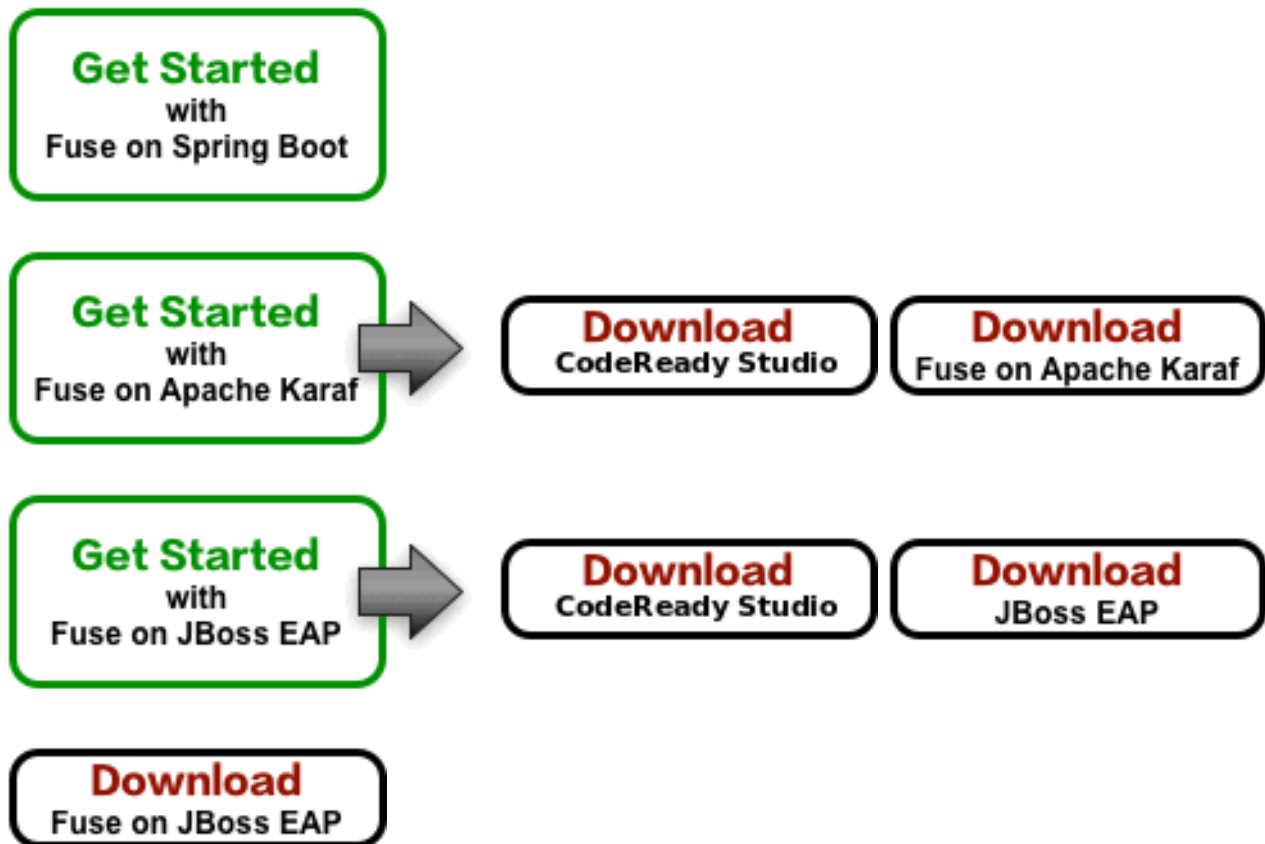 Get Started
with
Fuse on Spring Boot
Get Started
with
Fuse on Apache Karaf
Download
CodeReady Studio
Download
Fuse on Apache Karaf
Get Started
with
Fuse on JBoss EAP
Download
CodeReady Studio
Download
JBoss EAP
Download
Fuse on JBoss EAP